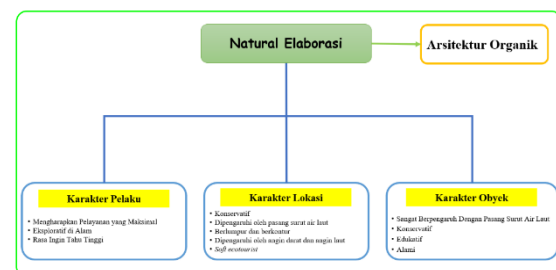 Natural Elaborasi
Arsitektur Organik
Karakter Pelaku
• Mengharapkan Pelayanan yang Maksimal
• Eksploratif di Alam
• Rasa Ingin Tahu Tinggi
Karakter Lokasi
• Konservatif
• Dipengaruhi oleh pasang surut air laut
• Berlumpur dan berkontur
• Dipengaruhi oleh angin darat dan angin laut
• Soft ecotourist
Karakter Obyek
• Sangat Berpengaruh Dengna Pasang Surut Air Laut
• Konservatif
• Edukatif
• Alami